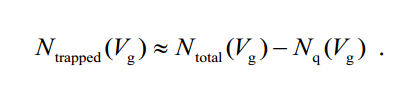 N_trapped(V_g) ≈ N_total(V_g) − N_q(V_g) .